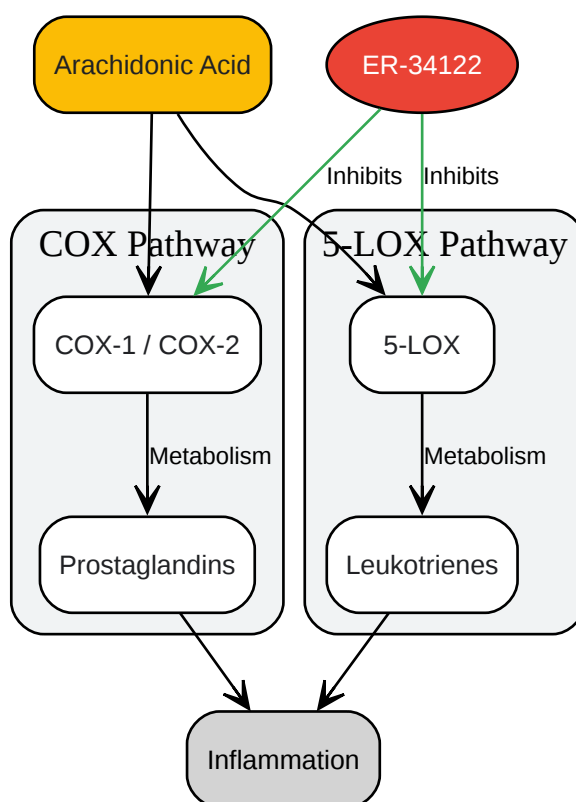 Arachidonic Acid
ER-34122
Inhibits
Inhibits
COX Pathway
5-LOX Pathway
COX-1 / COX-2
5-LOX
Metabolism
Metabolism
Prostaglandins
Leukotrienes
Inflammation